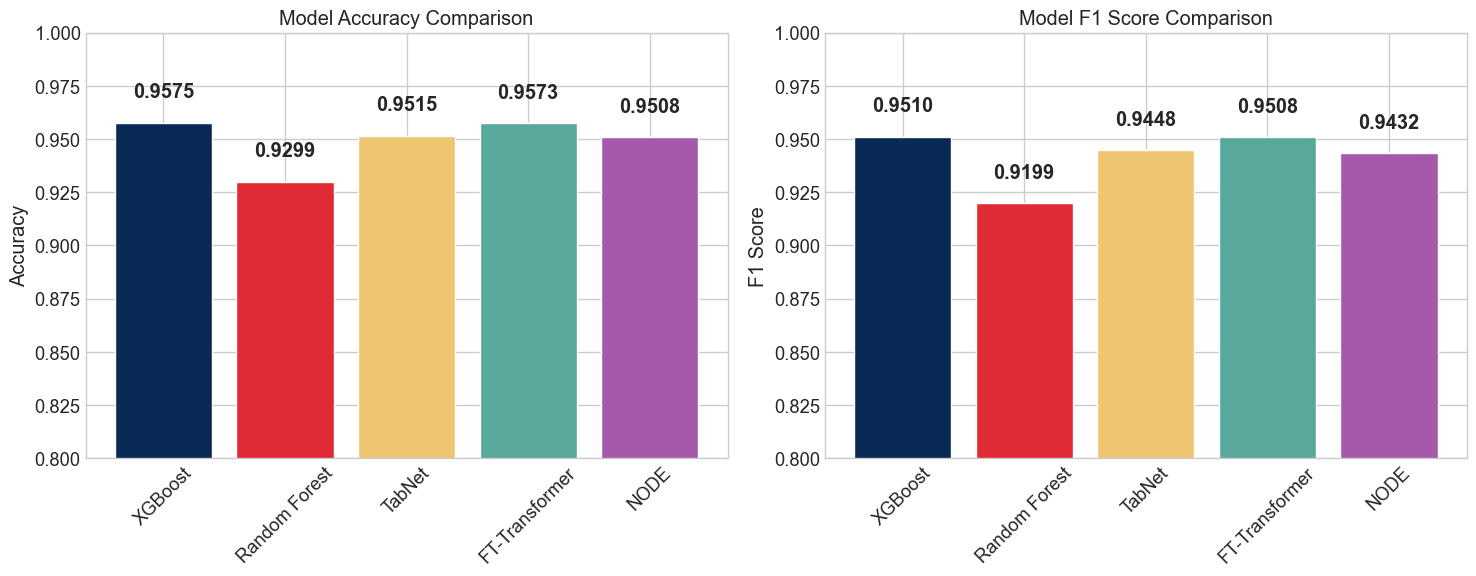 Model Accuracy Comparison
1.000
0.975
0.950
0.925
0.900
0.875
0.850
0.825
0.800
Accuracy
0.9575
0.9299
0.9515
0.9573
0.9508
XGBoost
Random Forest
TabNet
FT-Transformer
NODE
Model F1 Score Comparison
1.000
0.975
0.950
0.925
0.900
0.875
0.850
0.825
0.800
F1 Score
0.9510
0.9199
0.9448
0.9508
0.9432
XGBoost
Random Forest
TabNet
FT-Transformer
NODE